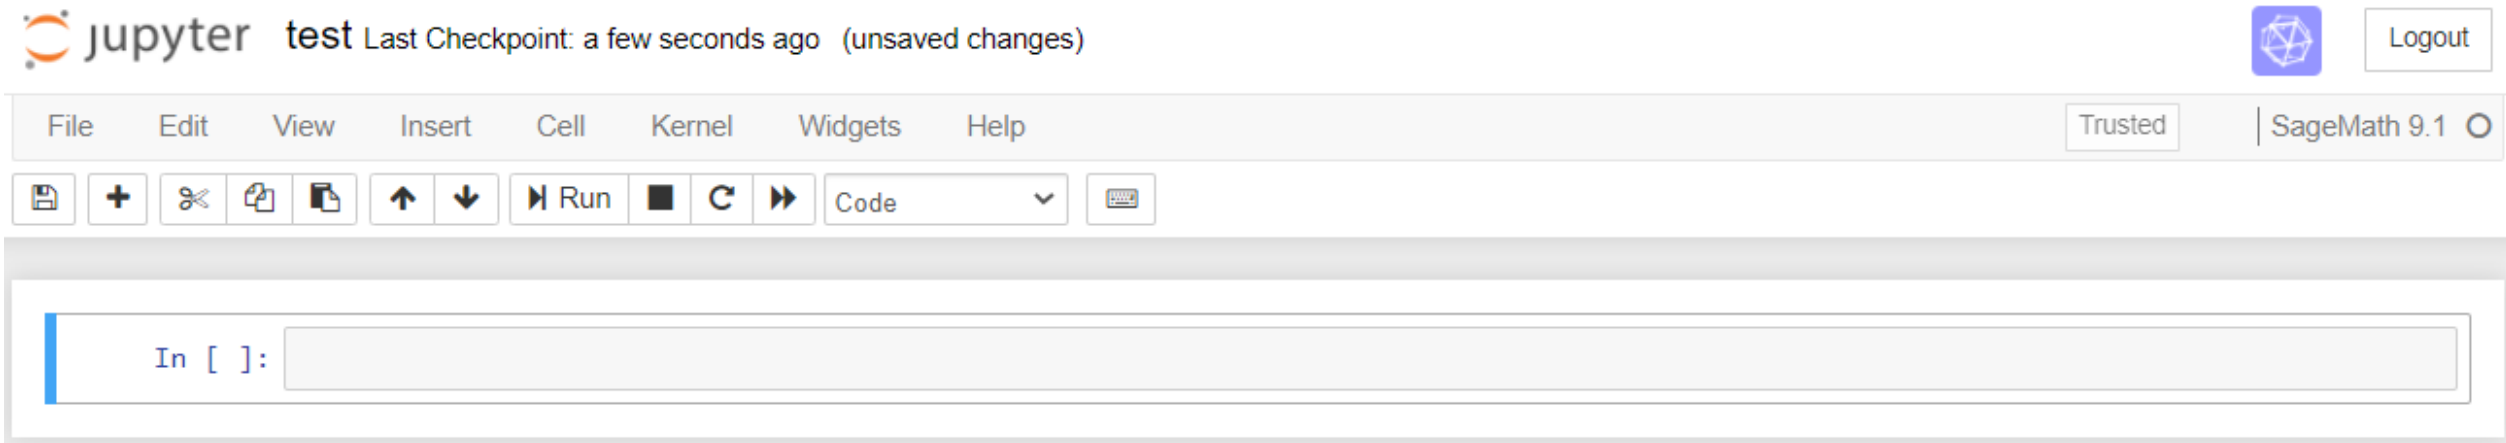 jupyter test Last Checkpoint: a few seconds ago (unsaved changes) Logout
File Edit View Insert Cell Kernel Widgets Help Trusted SageMath 9.1
Run Code
In [ ]: